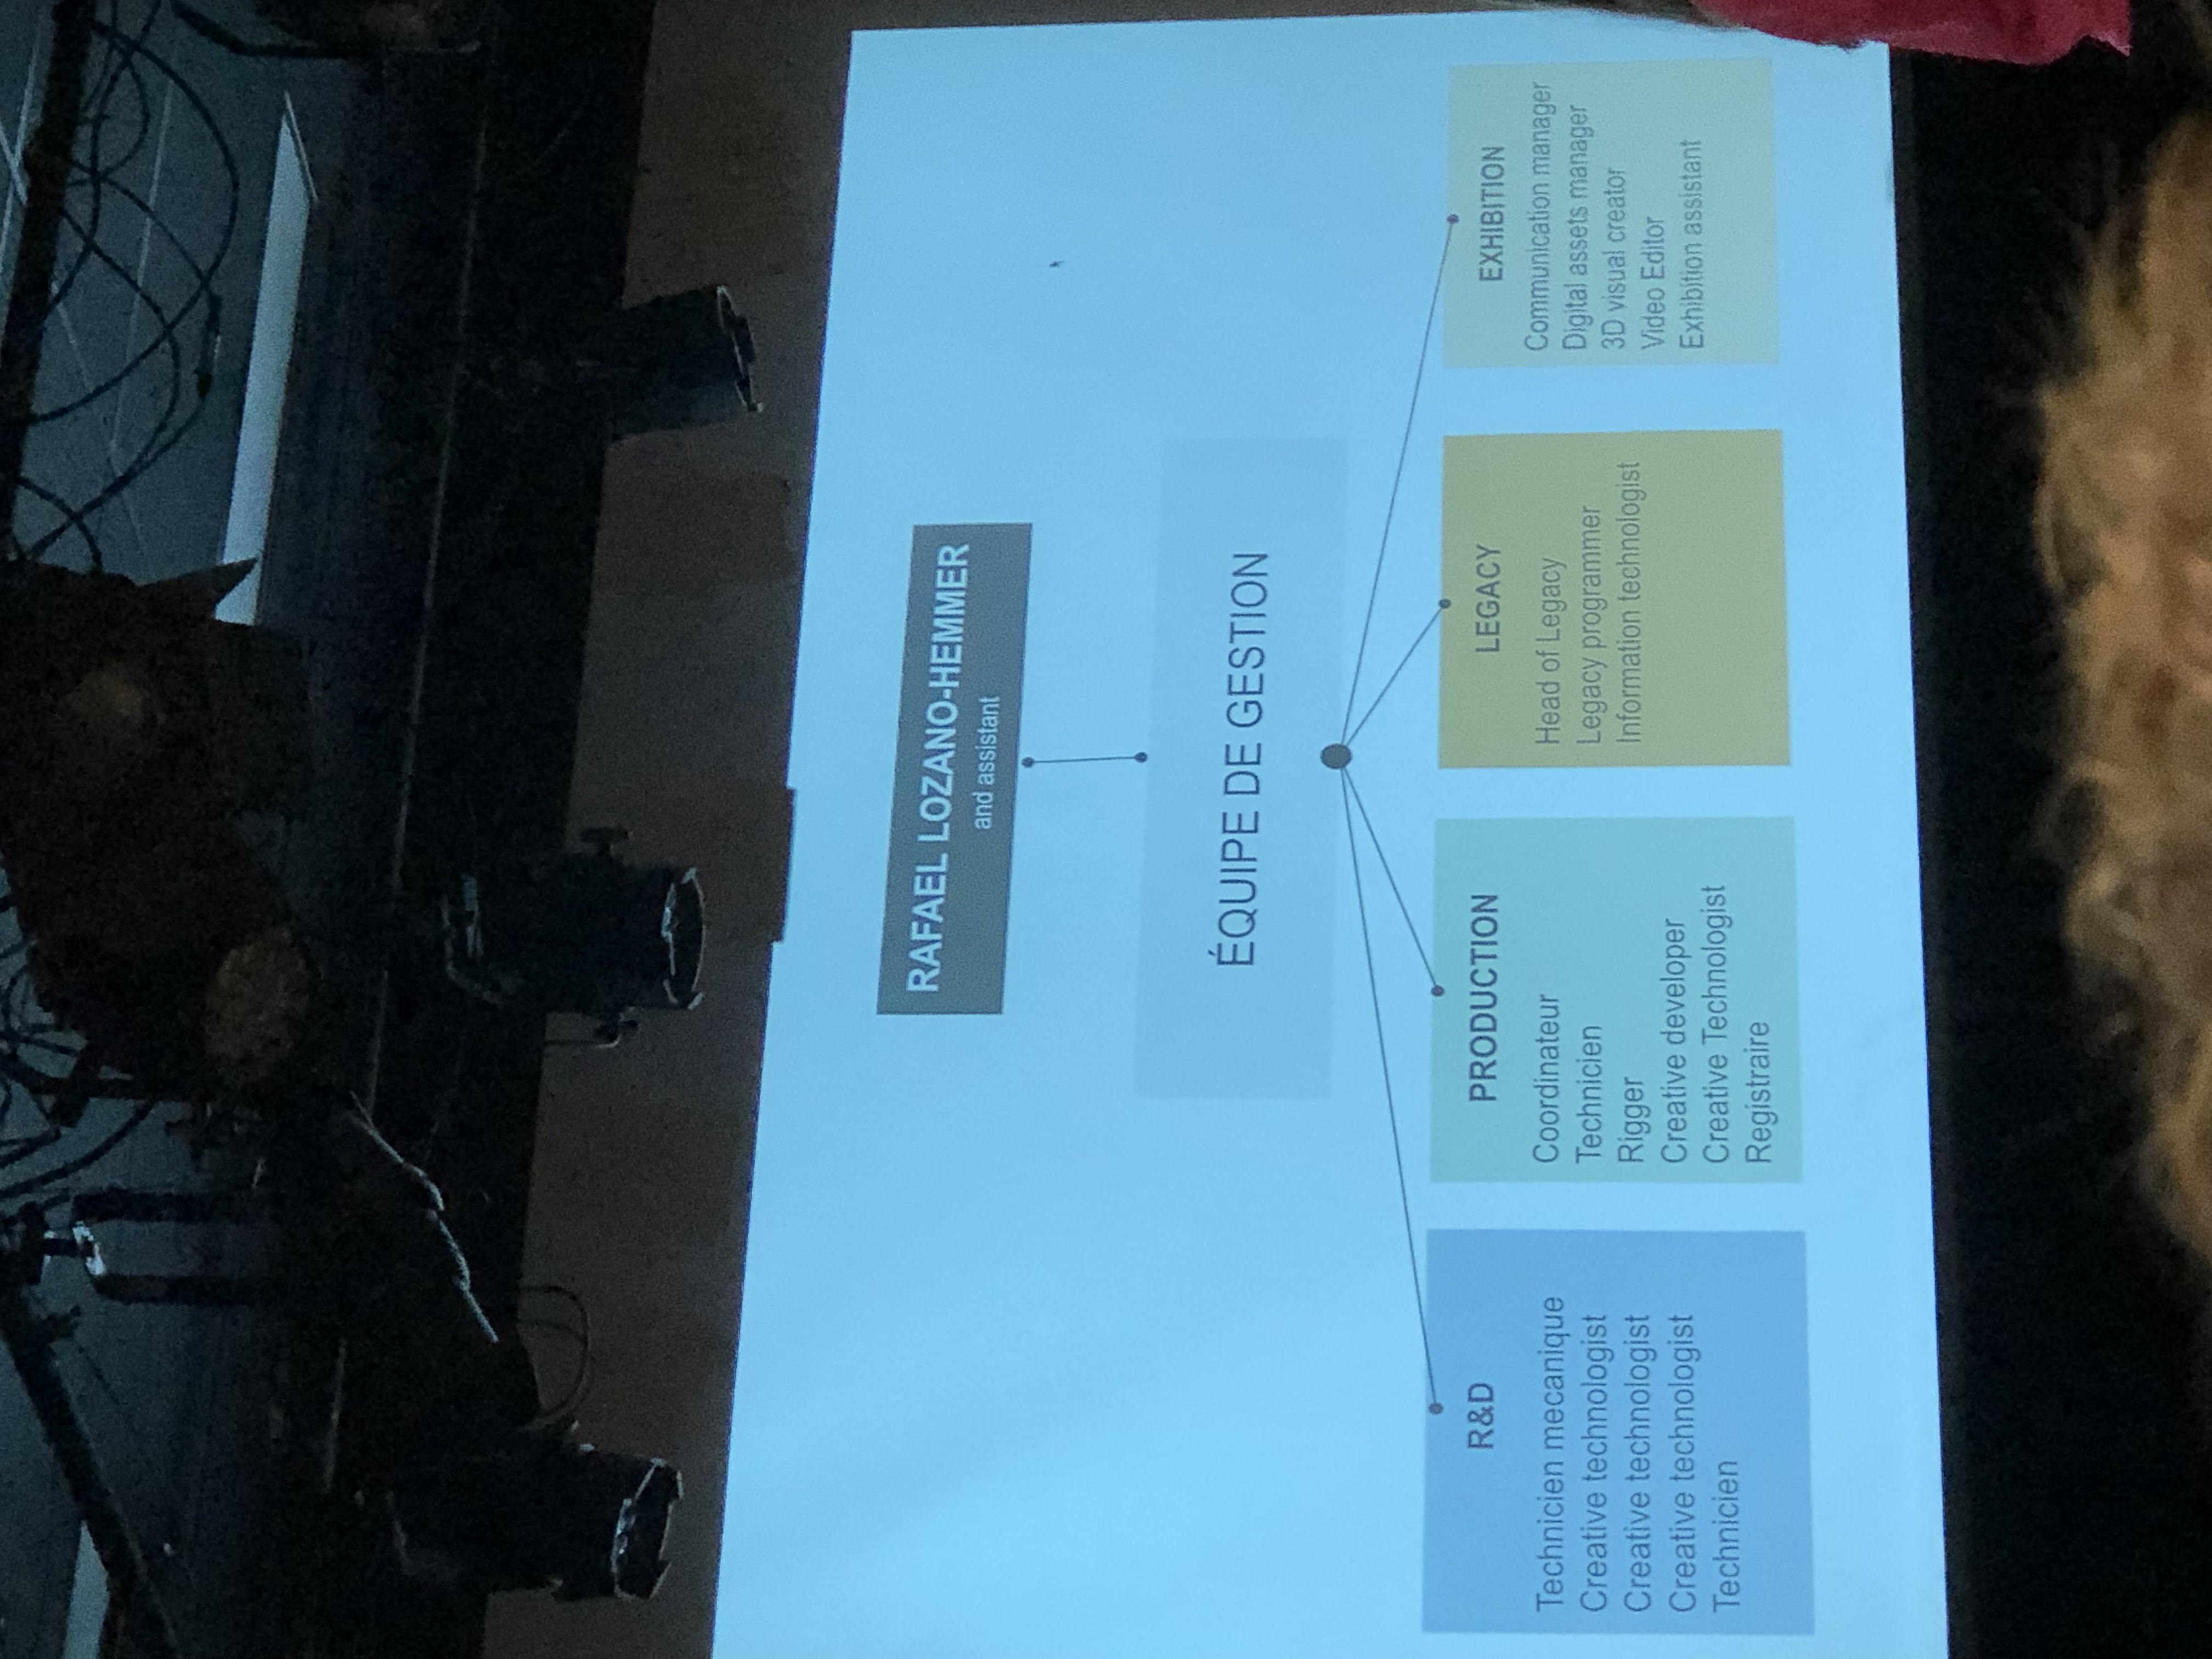 RAFAEL LOZANO-HEMMER
and assistant
ÉQUIPE DE GESTION
R&D
Technicien mecanique
Creative technologist
Creative technologist
Creative technologist
Technicien
PRODUCTION
Coordinateur
Technicien
Rigger
Creative developer
Creative Technologist
Registraire
LEGACY
Head of Legacy
Legacy programmer
Information technologist
EXHIBITION
Communication manager
Digital assets manager
3D visual creator
Video Editor
Exhibition assistant